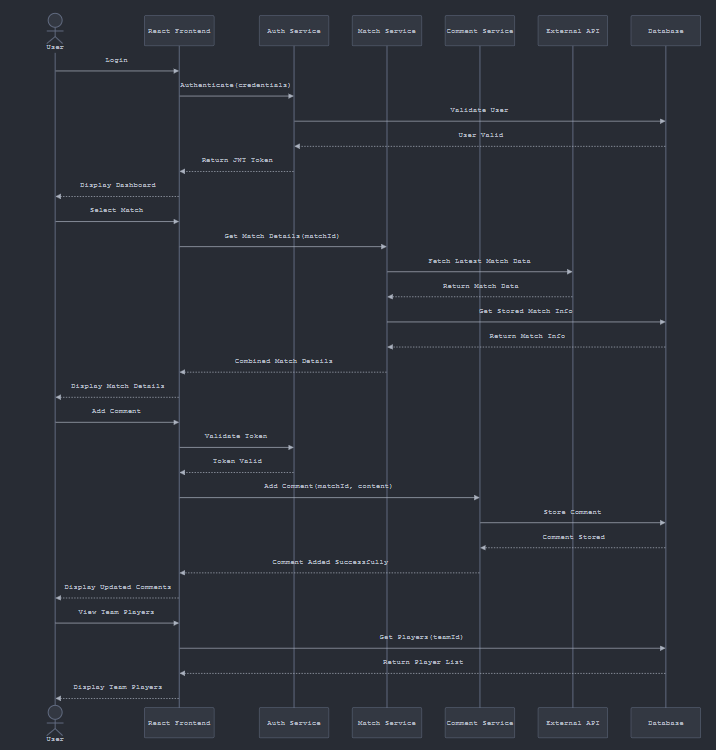 User
React Frontend
Auth Service
Match Service
Comment Service
External API
Database
Login
Authenticate(credentials)
Validate User
User Valid
Return JWT Token
Display Dashboard
Select Match
Get Match Details(matchId)
Fetch Latest Match Data
Return Match Data
Get Stored Match Info
Return Match Info
Combined Match Details
Display Match Details
Add Comment
Validate Token
Token Valid
Add Comment(matchId, content)
Store Comment
Comment Stored
Comment Added Successfully
Display Updated Comments
View Team Players
Get Players(teamId)
Return Player List
Display Team Players
User
React Frontend
Auth Service
Match Service
Comment Service
External API
Database